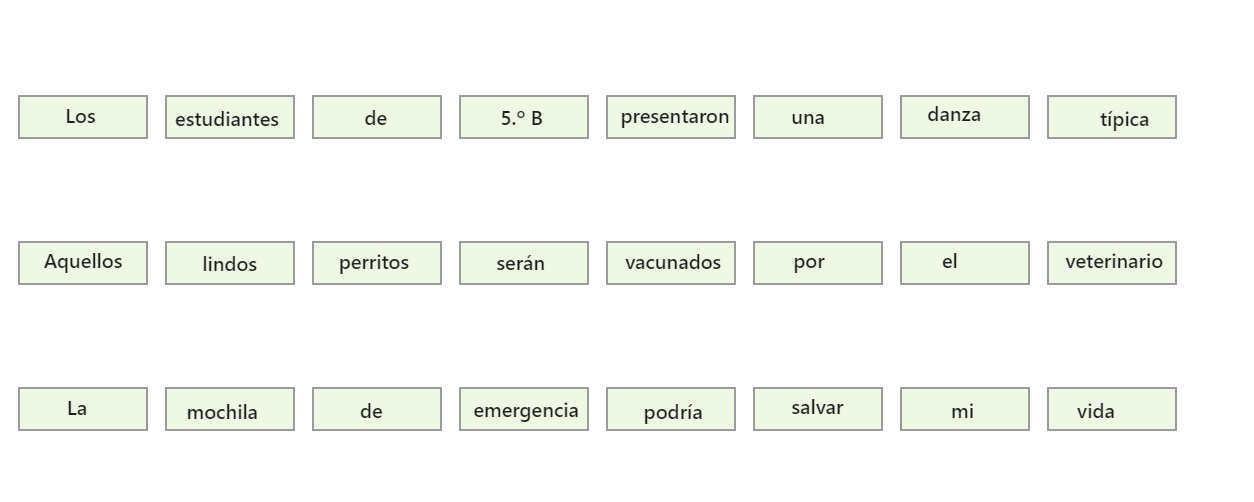 Los estudiantes de 5.º B presentaron una danza típica
Aquellos lindos perritos serán vacunados por el veterinario
La mochila de emergencia podría salvar mi vida